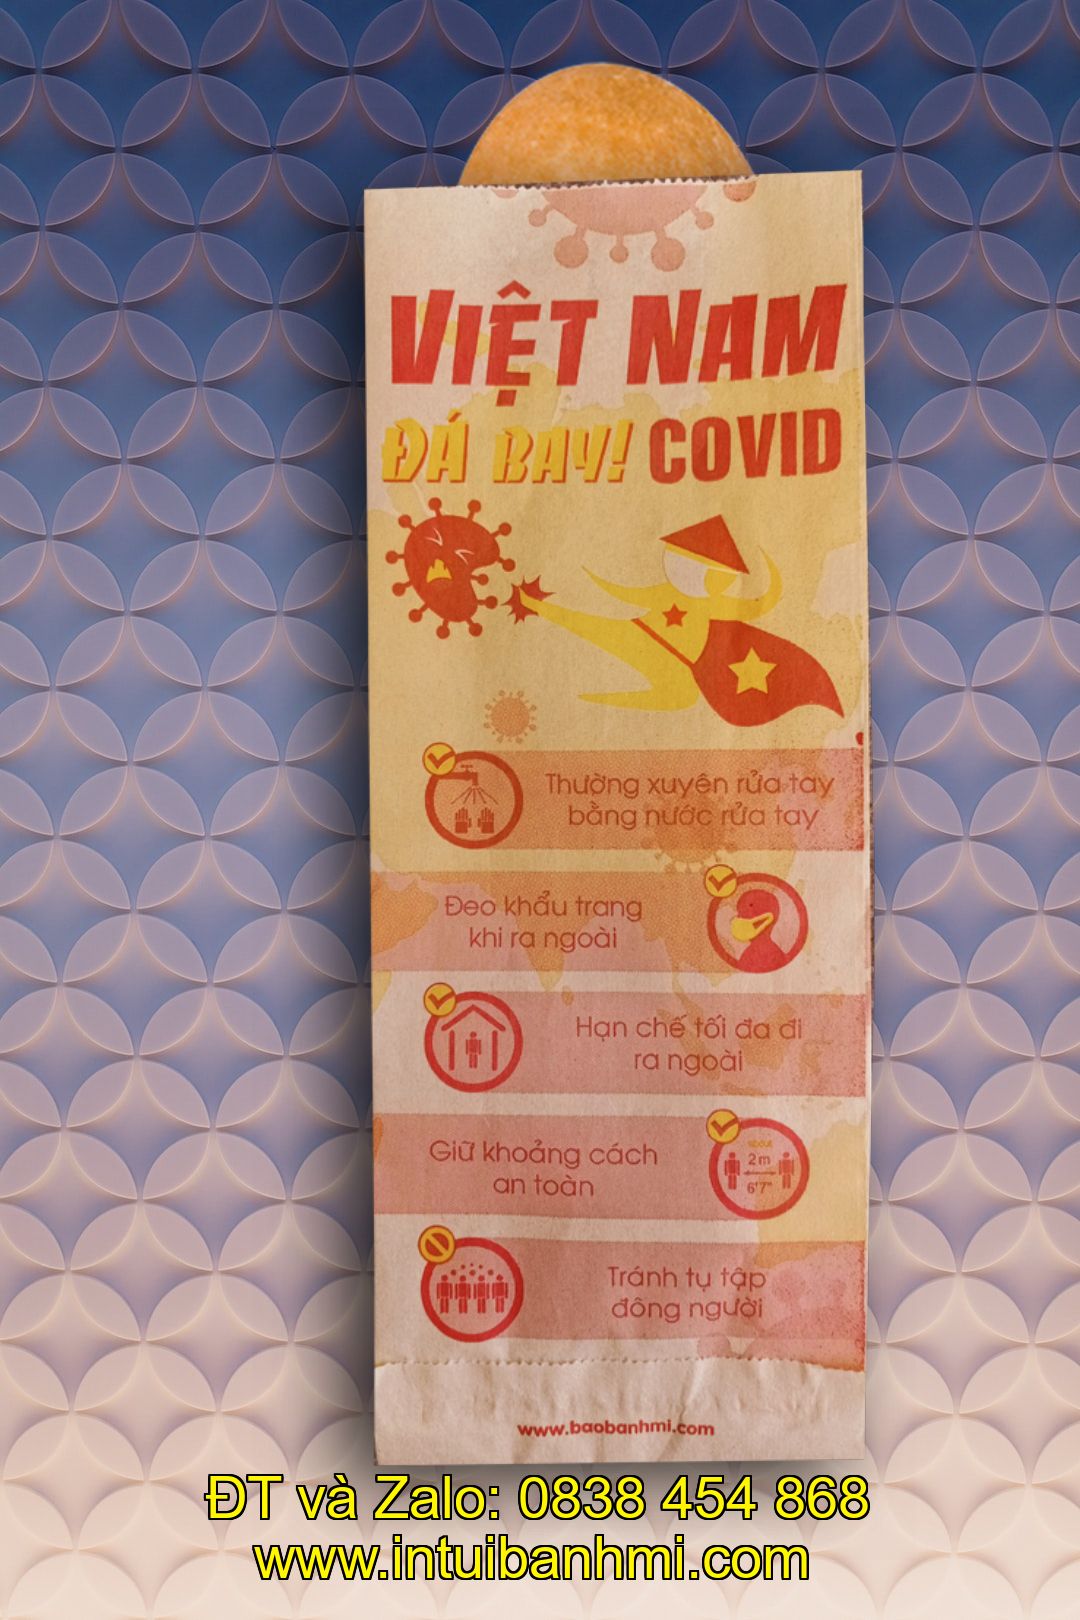 VIỆT NAM
ĐÁ BAY! COVID
Thường xuyên rửa tay
bằng nước rửa tay
Đeo khẩu trang
khi ra ngoài
Hạn chế tối đa đi
ra ngoài
about
2m
6'7"
Giữ khoảng cách
an toàn
Tránh tụ tập
đông người
www.baobanhmi.com
ĐT và Zalo: 0838 454 868
www.intuibanhmi.com